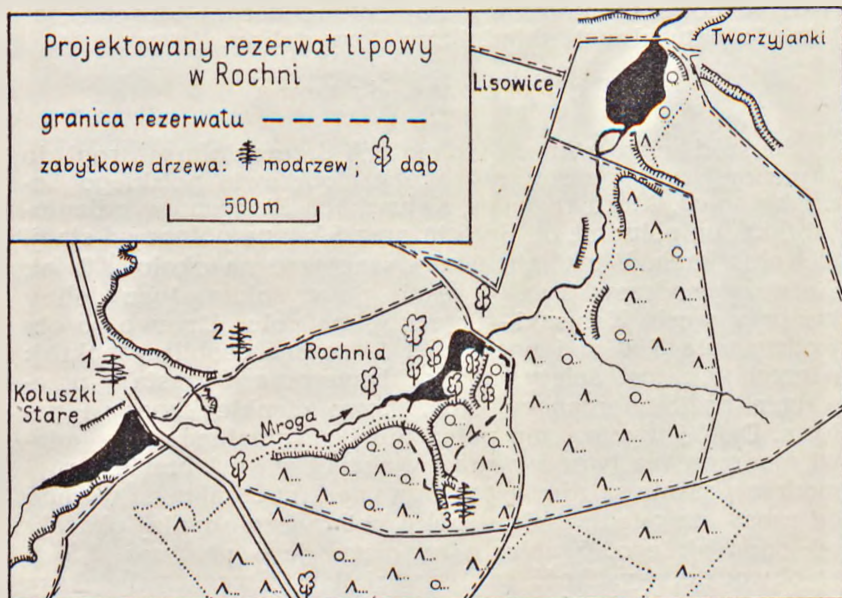 Projektowany rezerwat lipowy
w Rochni
granica rezerwatu
zabytkowe drzewa: modrzew; dąb
500m
Tworzyjanki
Lisowice
2
1
Rochnia
Koluszki
Stare
Mroga
3